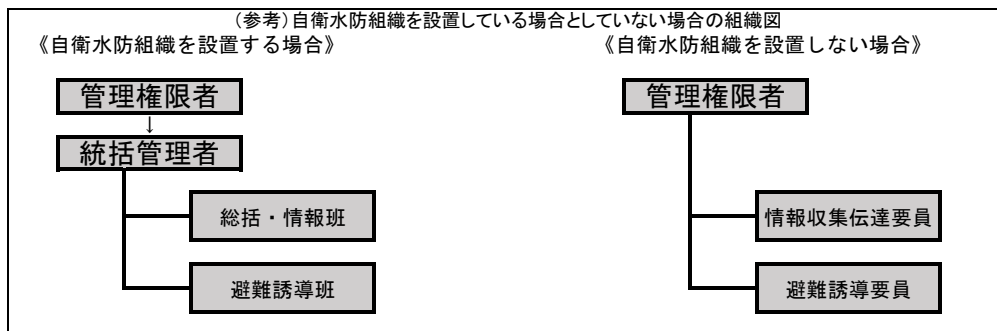 (参考)自衛水防組織を設置している場合としていない場合の組織図
《自衛水防組織を設置する場合》
管理権限者
↓
統括管理者
総括・情報班
避難誘導班
《自衛水防組織を設置しない場合》
管理権限者
情報収集伝達要員
避難誘導要員